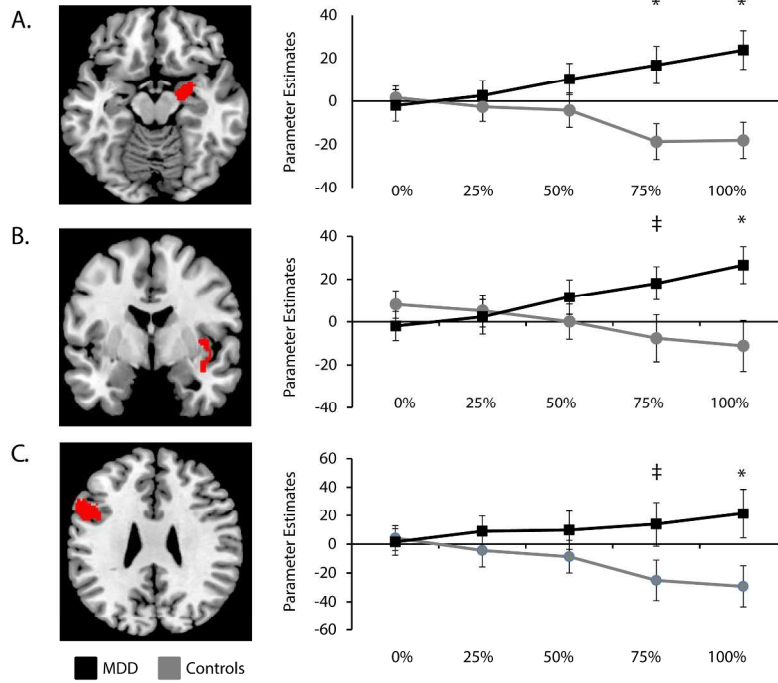 A.
Parameter Estimates
40
20
0
-20
-40
* *
0% 25% 50% 75% 100%
B.
Parameter Estimates
40
20
0
-20
-40
‡ *
0% 25% 50% 75% 100%
C.
Parameter Estimates
60
40
20
0
-20
-40
-60
‡ *
0% 25% 50% 75% 100%
MDD Controls